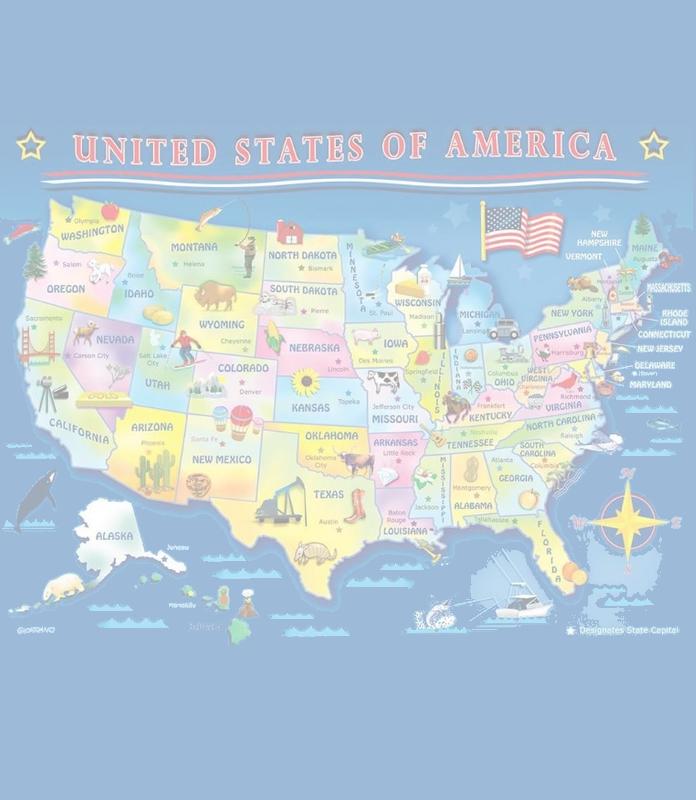 UNITED STATES OF AMERICA
Olympia
WASHINGTON
MONTANA
Helena
NORTH DAKOTA
Bismark
MINNESOTA
St. Paul
NEW HAMPSHIRE
VERMONT
MAINE
Augusta
Salem
OREGON
Boise
IDAHO
SOUTH DAKOTA
Pierre
WISCONSIN
Madison
MICHIGAN
Lansing
Albany
NEW YORK
MASSACHUSETTS
RHODE ISLAND
CONNECTICUT
NEW JERSEY
DELAWARE
MARYLAND
Sacramento
NEVADA
Carson City
WYOMING
Cheyenne
NEBRASKA
Lincoln
IOWA
Des Moines
Springfield
ILLINOIS
INDIANA
Columbus
OHIO
PENNSYLVANIA
Harrisburg
WEST VIRGINIA
Charleston
Richmond
VIRGINIA
Salt Lake City
UTAH
COLORADO
Denver
KANSAS
Topeka
Jefferson City
MISSOURI
Frankfort
KENTUCKY
CALIFORNIA
ARIZONA
Phoenix
Santa Fe
NEW MEXICO
OKLAHOMA
Oklahoma City
ARKANSAS
Little Rock
Nashville
TENNESSEE
NORTH CAROLINA
Raleigh
SOUTH CAROLINA
Columbia
TEXAS
Austin
MISSISSIPPI
Jackson
Montgomery
ALABAMA
Atlanta
GEORGIA
Baton Rouge
LOUISIANA
Tallahassee
FLORIDA
ALASKA
Juneau
Honolulu
Designates State Capital